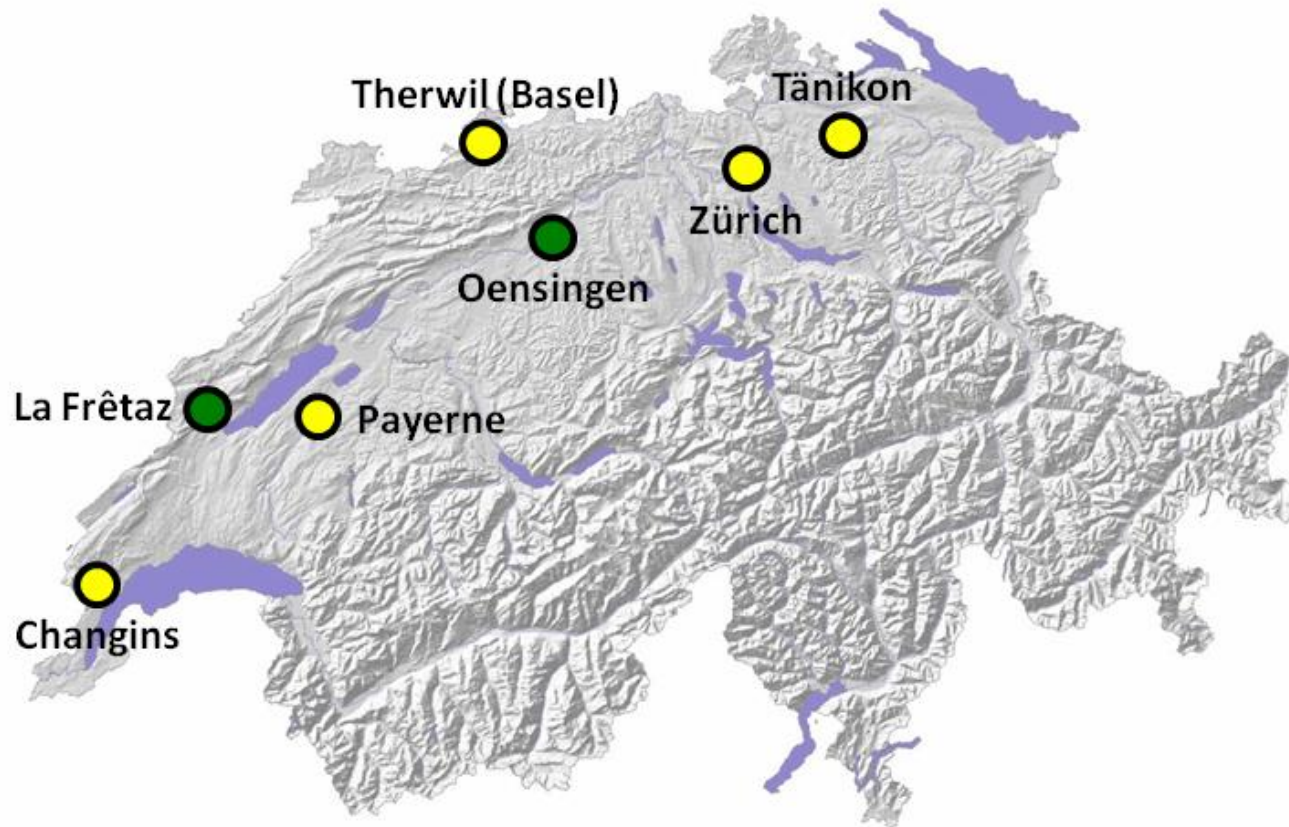 Tänikon
Therwil (Basel)
Zürich
Oensingen
La Frêtaz
Payerne
Changins